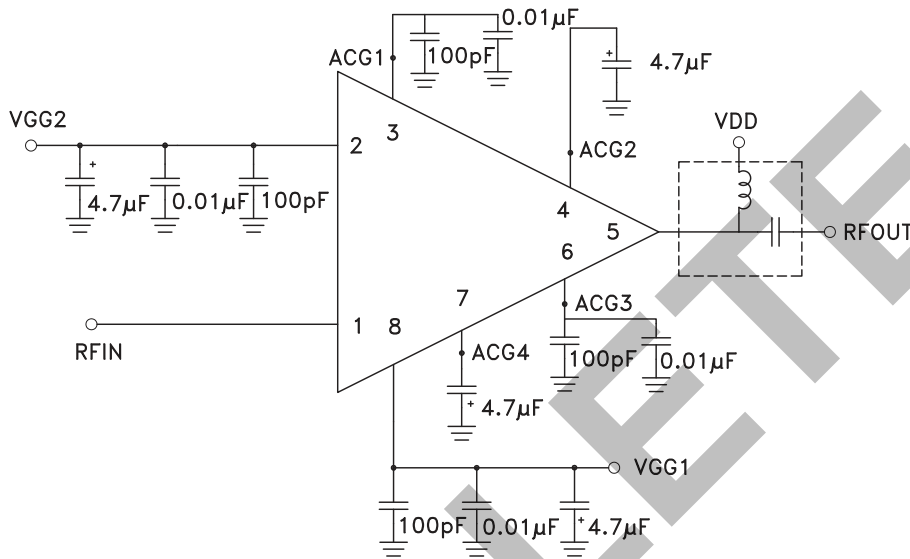 0.01μF
ACG1
100pF
4.7μF
VGG2
3
2
ACG2
VDD
4.7μF
0.01μF
100pF
4
5
RFOUT
6
7
ACG3
1
8
RFIN
ACG4
100pF
0.01μF
4.7μF
VGG1
100pF
0.01μF
4.7μF
LETE